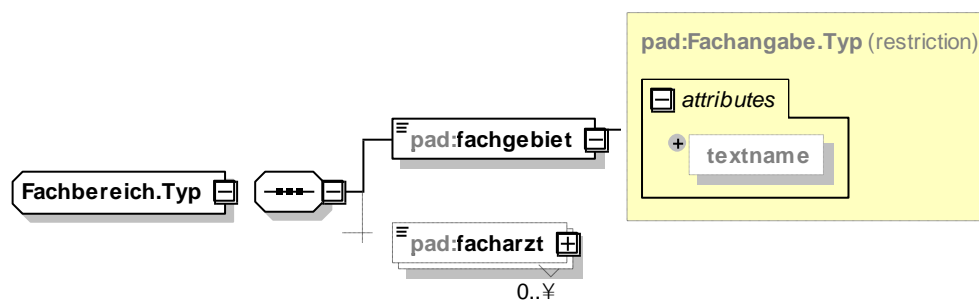 pad:Fachangabe.Typ (restriction)
attributes
pad:fachgebiet
textname
Fachbereich.Typ
pad:facharzt
0..¥